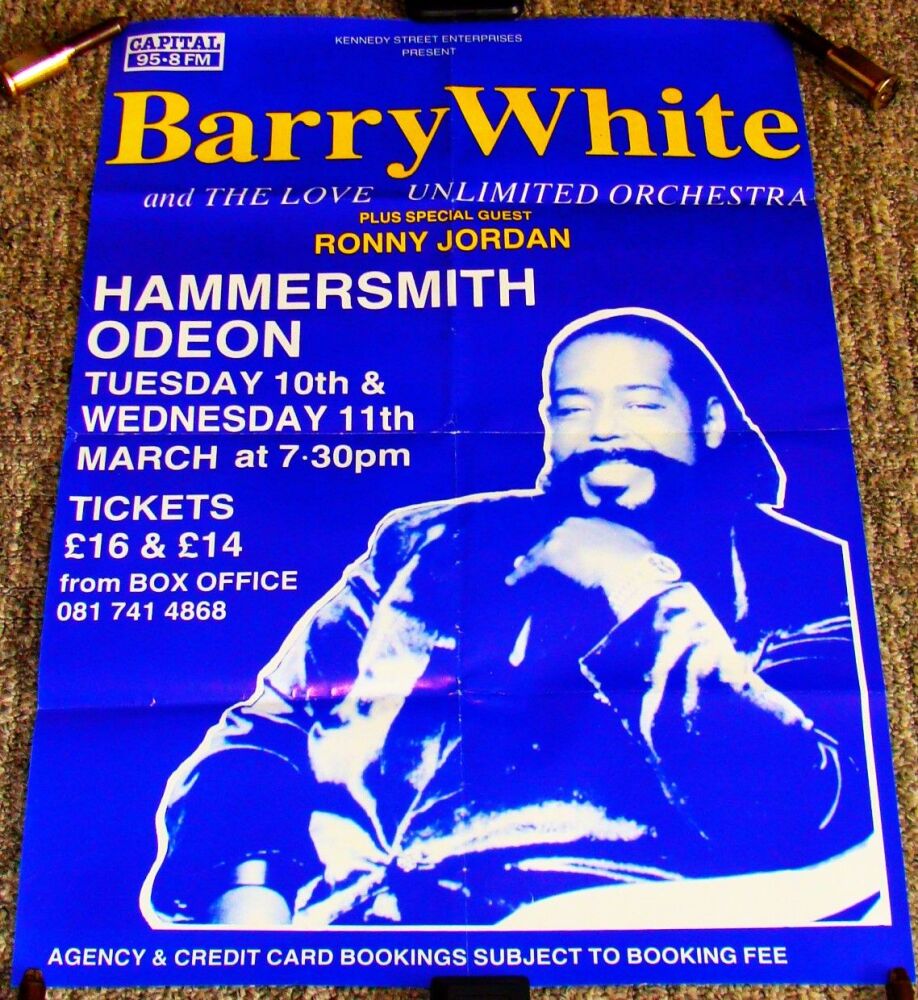 CAPITAL
95·8 FM
KENNEDY STREET ENTERPRISES
PRESENT
Barry White
and THE LOVE UNLIMITED ORCHESTRA
PLUS SPECIAL GUEST
RONNY JORDAN
HAMMERSMITH
ODEON
TUESDAY 10th &
WEDNESDAY 11th
MARCH at 7·30pm
TICKETS
£16 & £14
from BOX OFFICE
081 741 4868
AGENCY & CREDIT CARD BOOKINGS SUBJECT TO BOOKING FEE